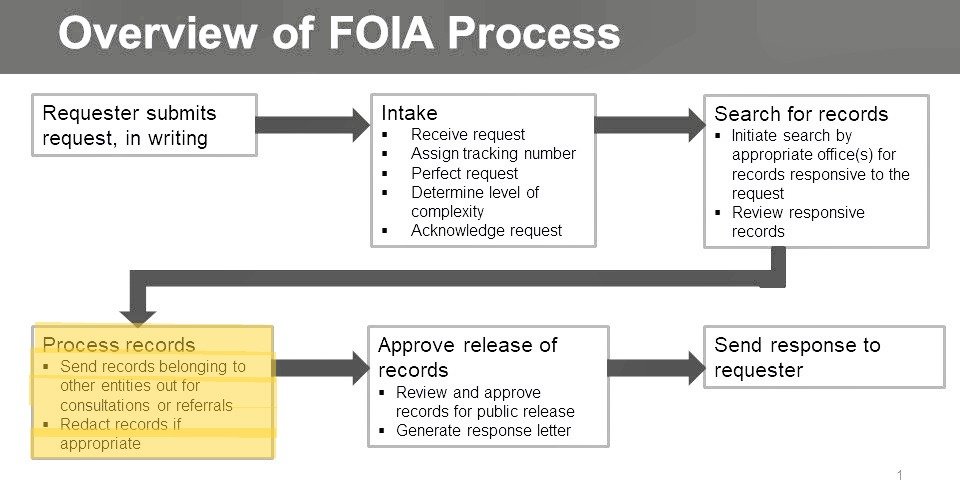 Overview of FOIA Process
Requester submits
request, in writing
Intake
▪ Receive request
▪ Assign tracking number
▪ Perfect request
▪ Determine level of
complexity
▪ Acknowledge request
Search for records
▪ Initiate search by
appropriate office(s) for
records responsive to the
request
▪ Review responsive
records
Process records
▪ Send records belonging to
other entities out for
consultations or referrals
▪ Redact records if
appropriate
Approve release of
records
▪ Review and approve
records for public release
▪ Generate response letter
Send response to
requester
1